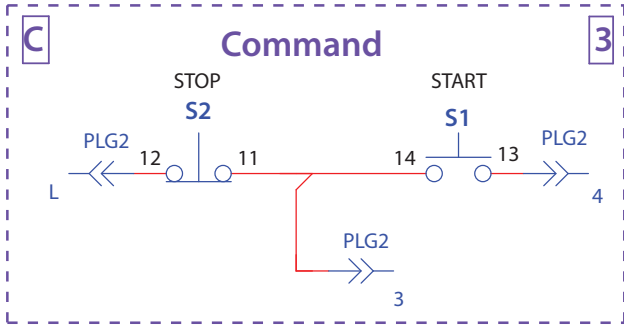 C Command 3
STOP START
S2 S1
PLG2 12 11 14 13 PLG2
L 4
PLG2
3